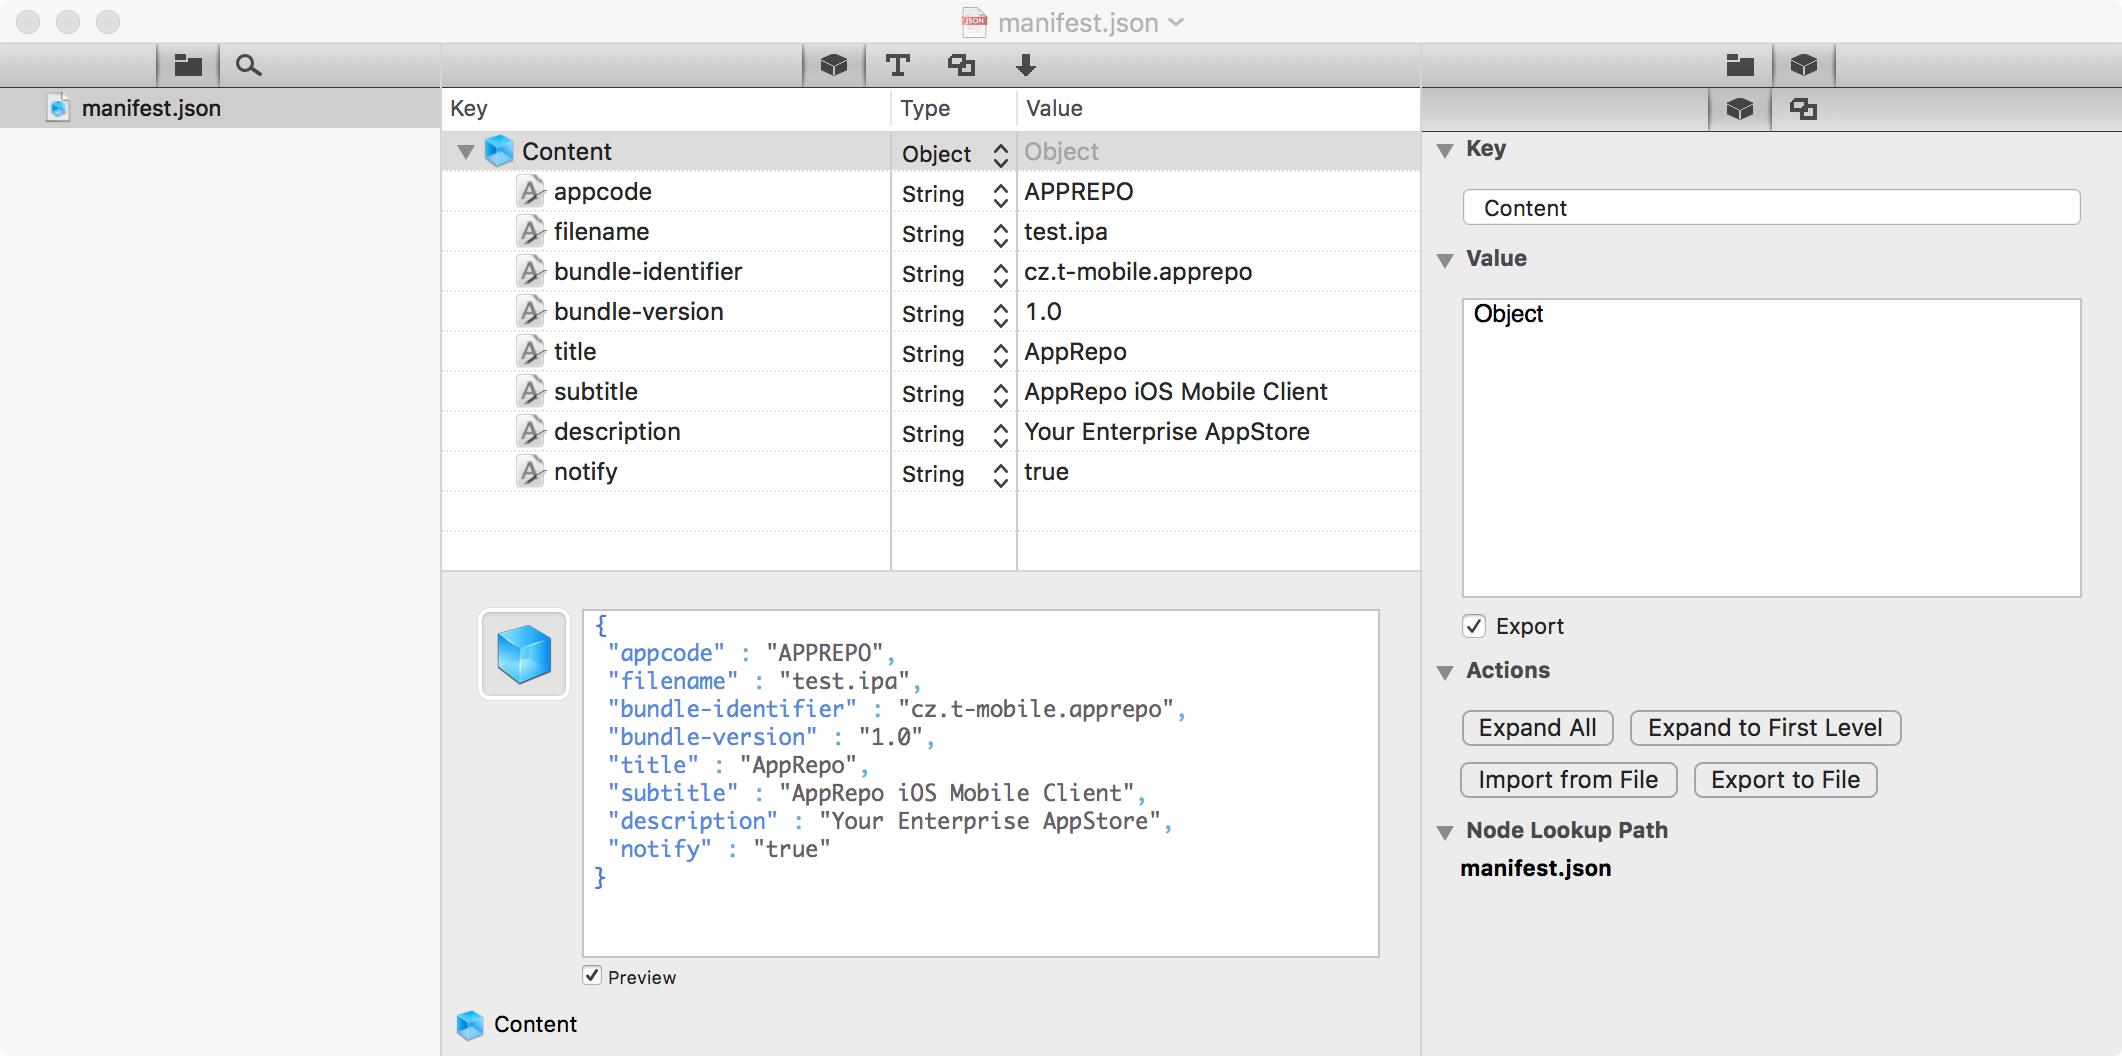 manifest.json
manifest.json
Key Type Value
Content Object Object
appcode String APPREPO
filename String test.ipa
bundle-identifier String cz.t-mobile.apprepo
bundle-version String 1.0
title String AppRepo
subtitle String AppRepo iOS Mobile Client
description String Your Enterprise AppStore
notify String true
{
"appcode" : "APPREPO",
"filename" : "test.ipa",
"bundle-identifier" : "cz.t-mobile.apprepo",
"bundle-version" : "1.0",
"title" : "AppRepo",
"subtitle" : "AppRepo iOS Mobile Client",
"description" : "Your Enterprise AppStore",
"notify" : "true"
}
Preview
Content
Key
Content
Value
Object
Export
Actions
Expand All Expand to First Level
Import from File Export to File
Node Lookup Path
manifest.json
JSON